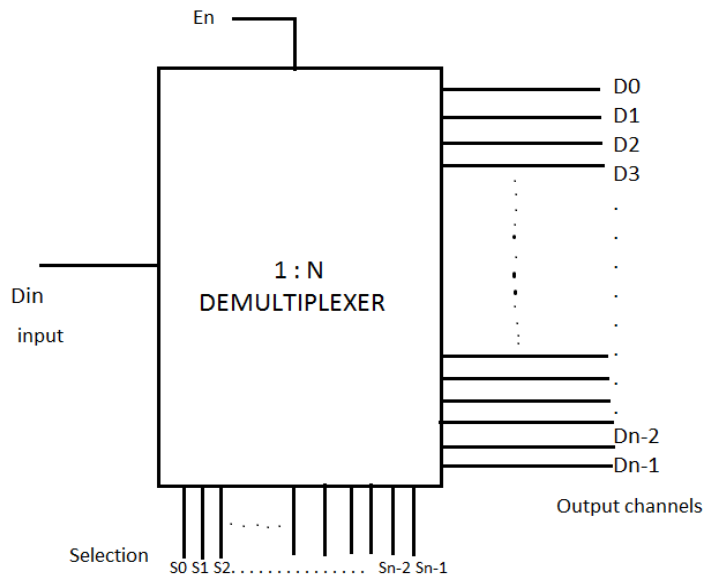 En
D0
D1
D2
D3
1 : N
DEMULTIPLEXER
Din
input
Dn-2
Dn-1
Output channels
Selection
S0 S1 S2. . . . . . . . . . . . . . . . Sn-2 Sn-1